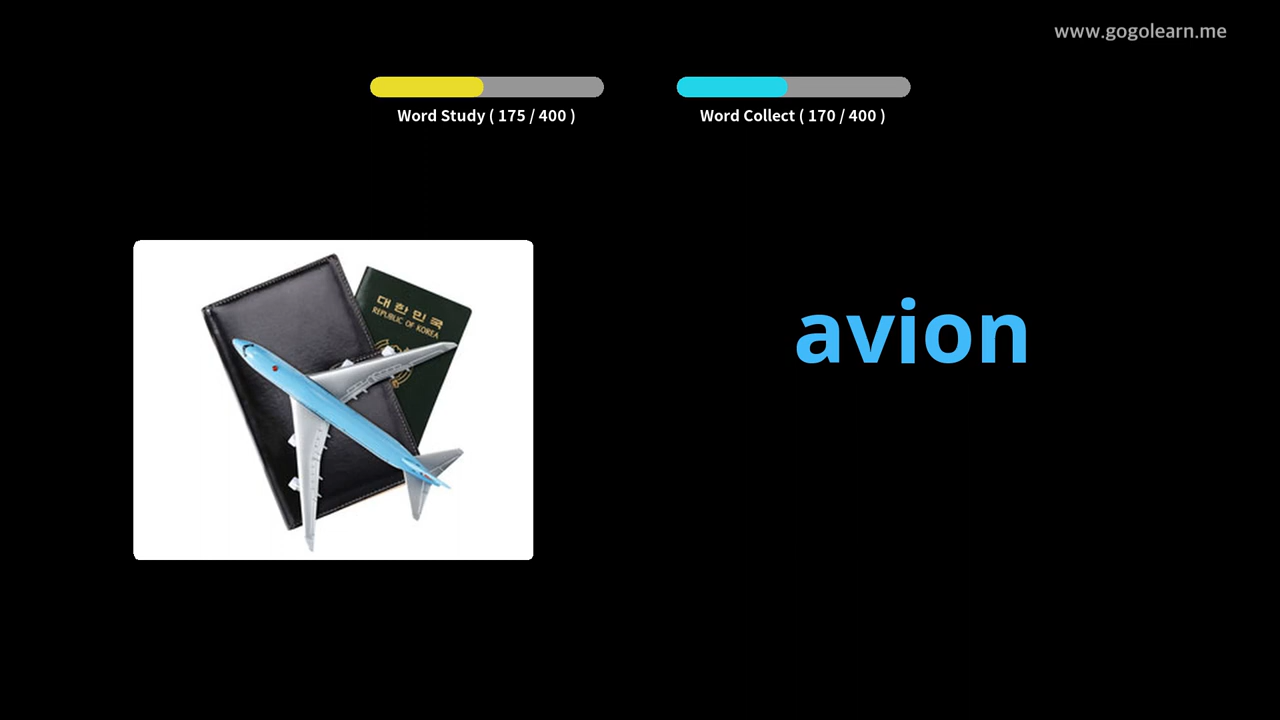 www.gogolearn.me
Word Study ( 175 / 400 )
Word Collect ( 170 / 400 )
대한민국
REPUBLIC OF KOREA
avion